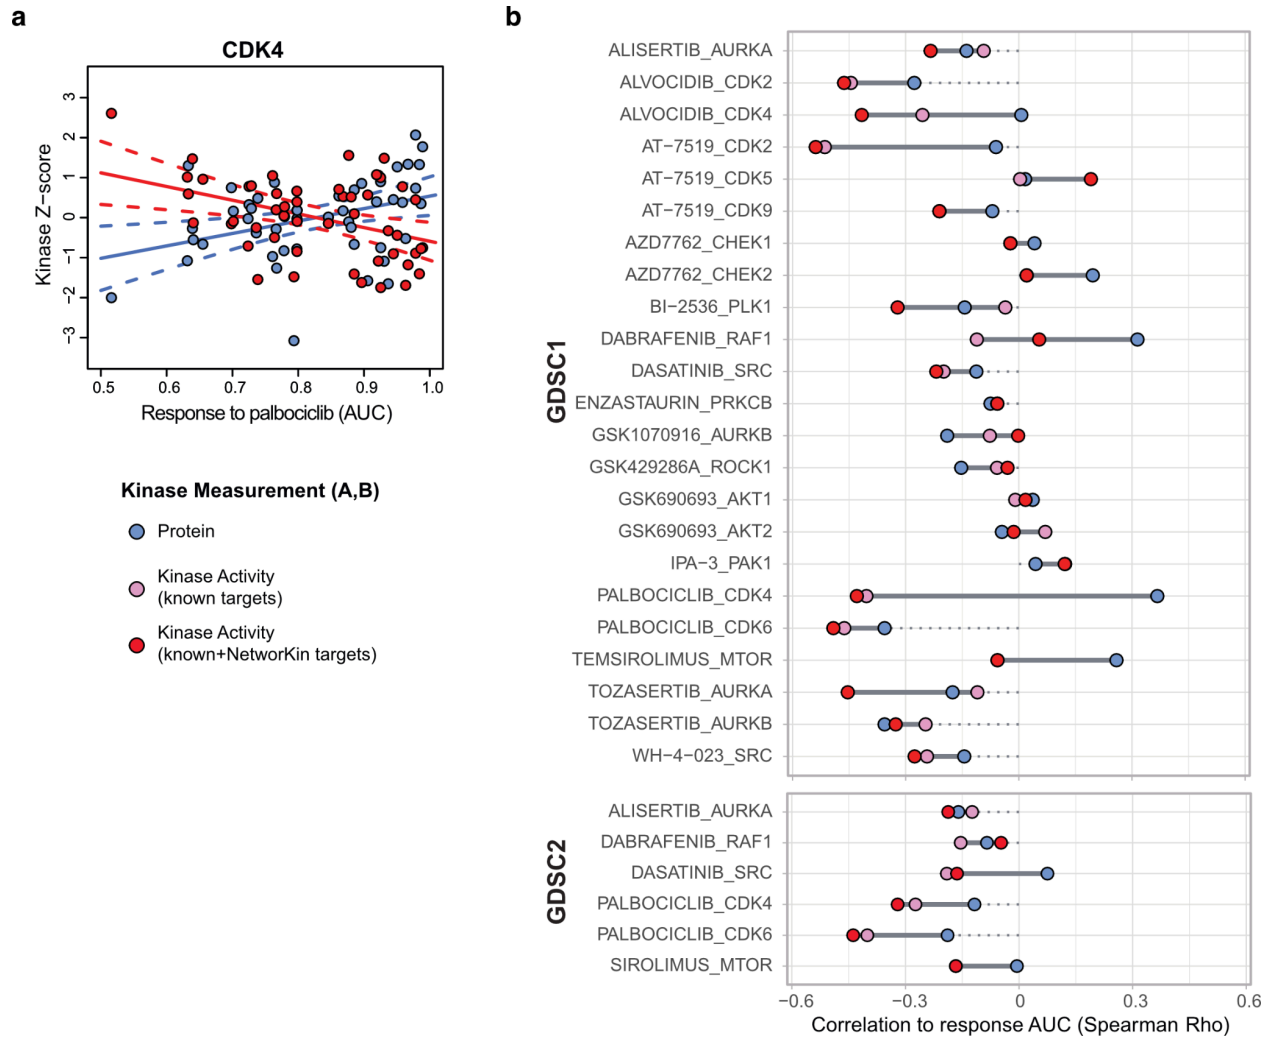 a
CDK4
Kinase Z−score
3
2
1
0
−1
−2
−3
0.5 0.6 0.7 0.8 0.9 1.0
Response to palbociclib (AUC)
Kinase Measurement (A,B)
Protein
Kinase Activity
(known targets)
Kinase Activity
(known+NetworKin targets)
b
GDSC1
ALISERTIB_AURKA
ALVOCIDIB_CDK2
ALVOCIDIB_CDK4
AT−7519_CDK2
AT−7519_CDK5
AT−7519_CDK9
AZD7762_CHEK1
AZD7762_CHEK2
BI−2536_PLK1
DABRAFENIB_RAF1
DASATINIB_SRC
ENZASTAURIN_PRKCB
GSK1070916_AURKB
GSK429286A_ROCK1
GSK690693_AKT1
GSK690693_AKT2
IPA−3_PAK1
PALBOCICLIB_CDK4
PALBOCICLIB_CDK6
TEMSIROLIMUS_MTOR
TOZASERTIB_AURKA
TOZASERTIB_AURKB
WH−4−023_SRC
GDSC2
ALISERTIB_AURKA
DABRAFENIB_RAF1
DASATINIB_SRC
PALBOCICLIB_CDK4
PALBOCICLIB_CDK6
SIROLIMUS_MTOR
−0.6 −0.3 0 0.3 0.6
Correlation to response AUC (Spearman Rho)